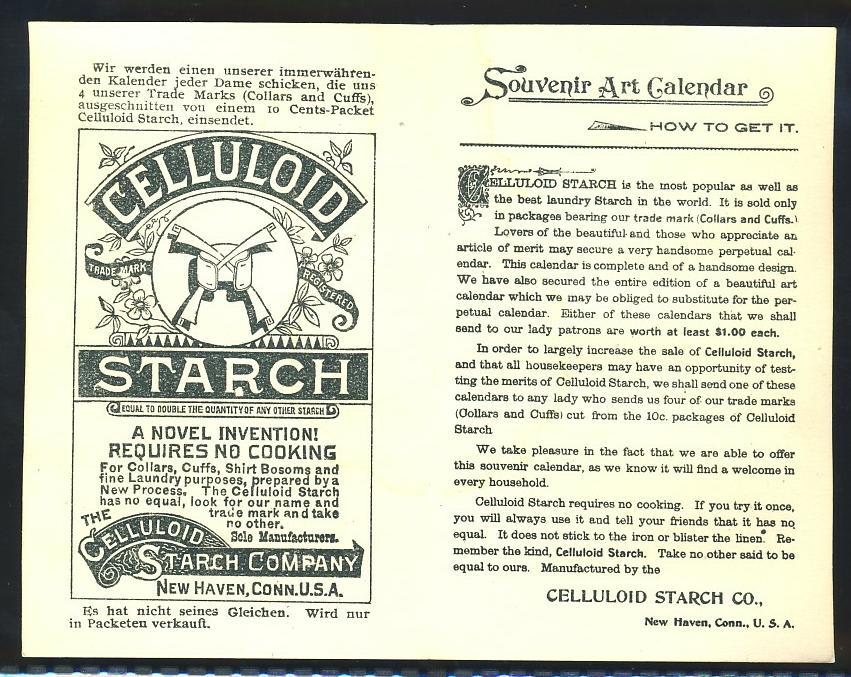 Wir werden einen unserer immerwährfen-
den Kalender jeder Dame schicken, die uns
4 unserer Trade Marks (Collars and Cuffs),
ausgeschnitten von einem 10 Cents-Packet
Celluloid Starch, einsendet.
CELLULOID
TRADE MARK
REGISTERED
STARCH
EQUAL TO DOUBLE THE QUANTITY OF ANY OTHER STARCH
A NOVEL INVENTION!
REQUIRES NO COOKING
For Collars, Cuffs, Shirt Bosoms and
fine Laundry purposes, prepared by a
New Process. The Celluloid Starch
has no equal, look for our name and
trade mark and take
no other.
Sole Manufacturers.
THE
CELLULOID
STARCH COMPANY
NEW HAVEN, CONN. U.S.A.
Es hat nicht seines Gleichen. Wird nur
in Packeten verkauft.
Souvenir Art Calendar
HOW TO GET IT.
CELLULOID STARCH is the most popular as well as
the best laundry Starch in the world. It is sold only
in packages bearing our trade mark (Collars and Cuffs.)
Lovers of the beautiful and those who appreciate an
article of merit may secure a very handsome perpetual cal-
endar. This calendar is complete and of a handsome design.
We have also secured the entire edition of a beautiful art
calendar which we may be obliged to substitute for the per-
petual calendar. Either of these calendars that we shall
send to our lady patrons are worth at least $1.00 each.
In order to largely increase the sale of Celluloid Starch,
and that all housekeepers may have an opportunity of test-
ting the merits of Celluloid Starch, we shall send one of these
calendars to any lady who sends us four of our trade marks
(Collars and Cuffs) cut from the 10c. packages of Celluloid
Starch
We take pleasure in the fact that we are able to offer
this souvenir calendar, as we know it will find a welcome in
every household.
Celluloid Starch requires no cooking. If you try it once,
you will always use it and tell your friends that it has no
equal. It does not stick to the iron or blister the linen. Re-
member the kind, Celluloid Starch. Take no other said to be
equal to ours. Manufactured by the
CELLULOID STARCH CO.,
New Haven, Conn., U. S. A.